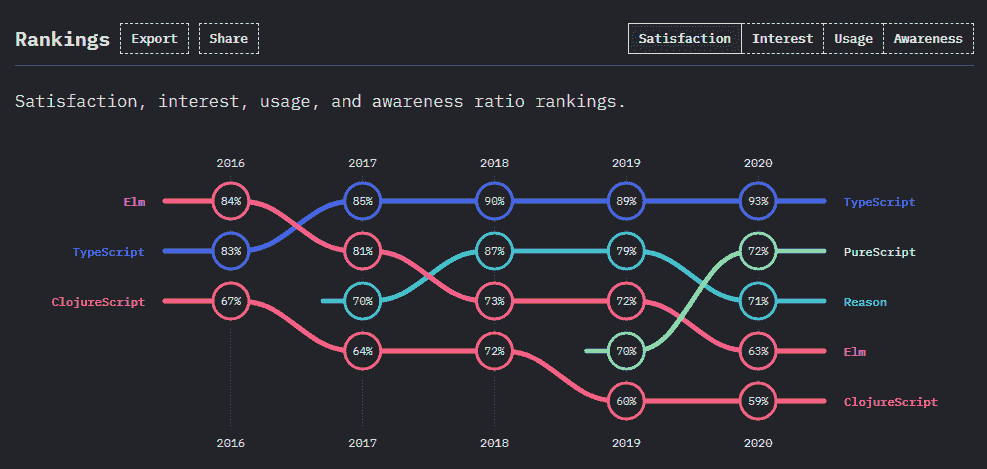 Rankings Export Share Satisfaction Interest Usage Awareness
Satisfaction, interest, usage, and awareness ratio rankings.
2016 2017 2018 2019 2020
Elm 84% 85% 90% 89% 93% TypeScript
TypeScript 83% 81% 87% 79% 72% PureScript
ClojureScript 67% 70% 73% 72% 71% Reason
64% 72% 70% 63% Elm
60% 59% ClojureScript
2016 2017 2018 2019 2020